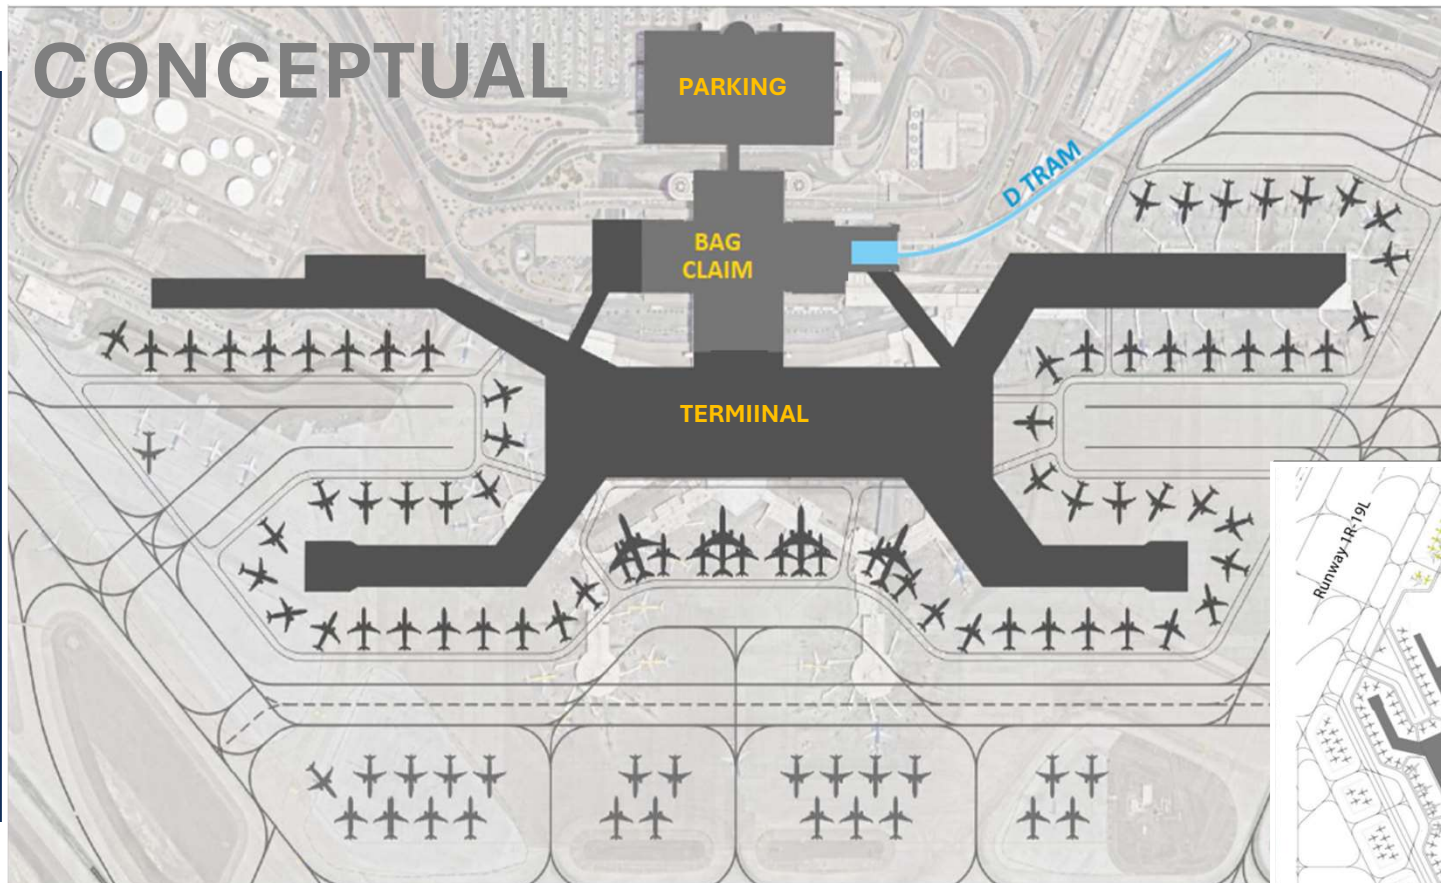 CONCEPTUAL
PARKING
D TRAM
BAG
CLAIM
TERMIINAL
Runway 1R-19L